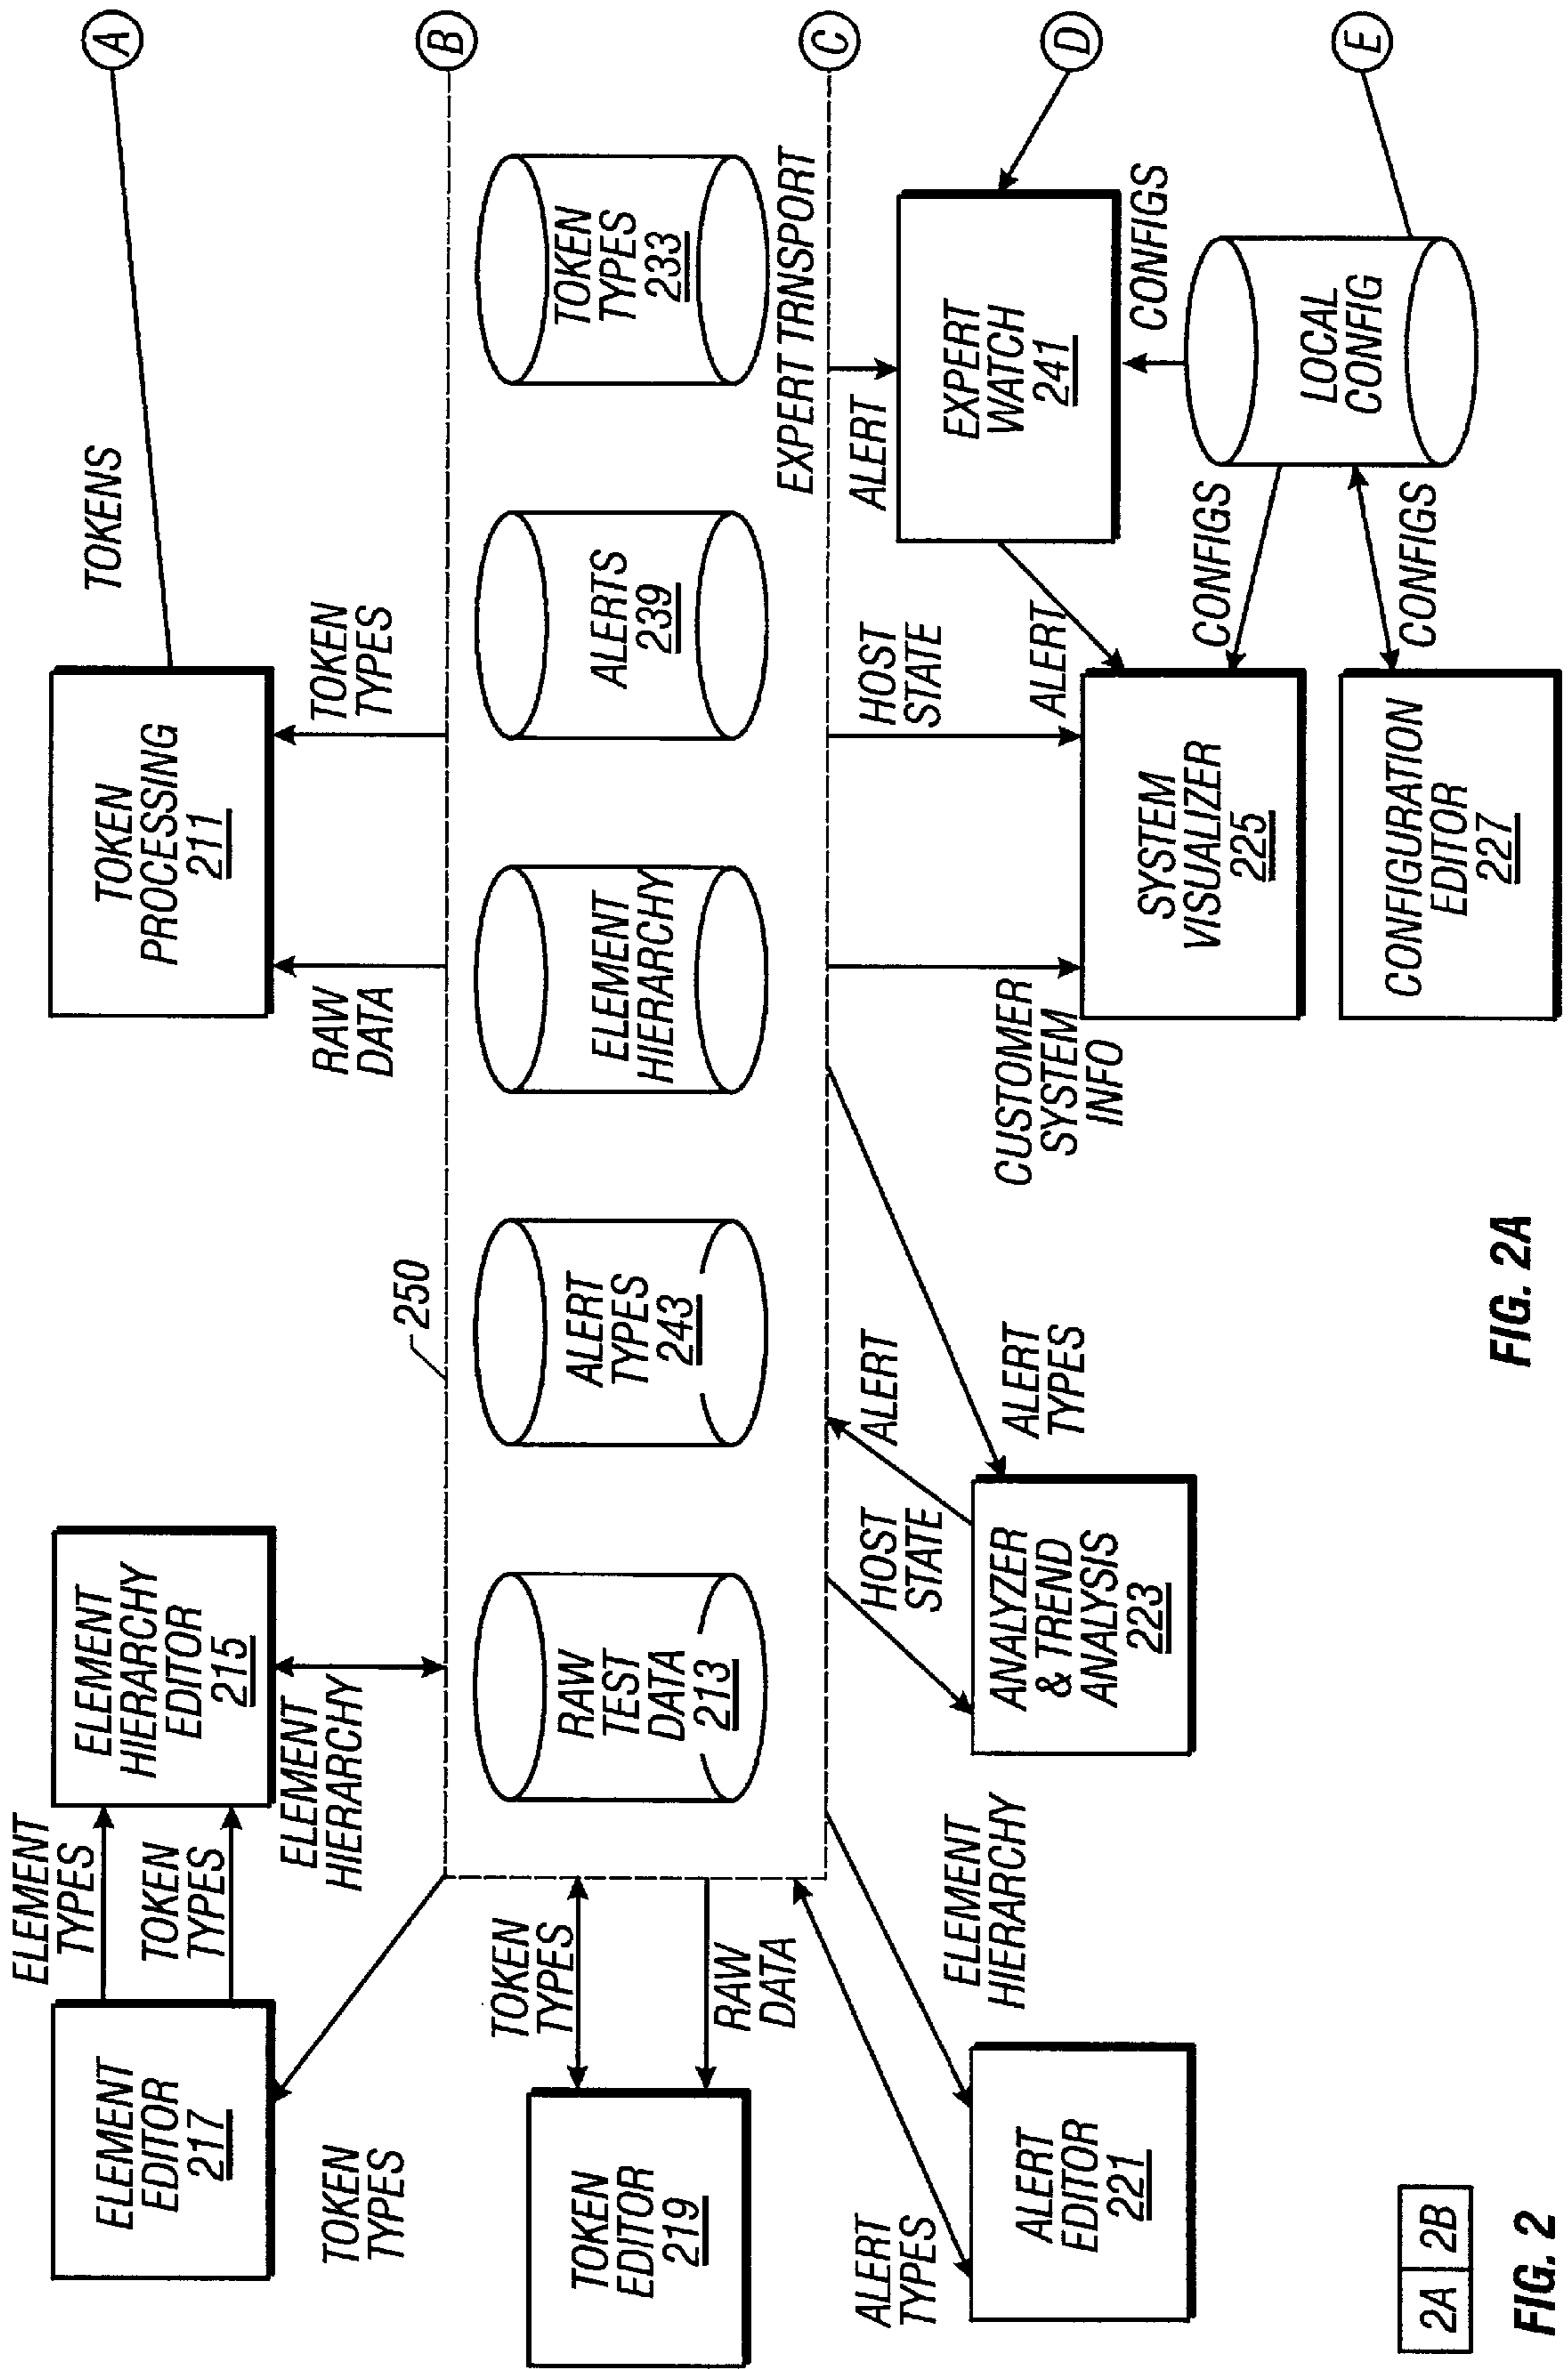 ELEMENT
EDITOR
217
ELEMENT
TYPES
TOKEN
TYPES
ELEMENT
HIERARCHY
EDITOR
215
TOKEN
PROCESSING
211
TOKENS
A
TOKEN
TYPES
ELEMENT
HIERARCHY
250
RAW
DATA
TOKEN
TYPES
B
TOKEN
EDITOR
219
TOKEN
TYPES
RAW
DATA
RAW
TEST
DATA
213
ALERT
TYPES
243
ELEMENT
HIERARCHY
ALERTS
239
TOKEN
TYPES
233
EXPERT TRNSPORT
C
ALERT
TYPES
ALERT
EDITOR
221
ELEMENT
HIERARCHY
HOST
STATE
ALERT
ANALYZER
& TREND
ANALYSIS
223
ALERT
TYPES
CUSTOMER
SYSTEM
INFO
HOST
STATE
ALERT
ALERT
EXPERT
WATCH
241
D
SYSTEM
VISUALIZER
225
CONFIGS
CONFIGS
LOCAL
CONFIG
E
CONFIGURATION
EDITOR
227
CONFIGS
2A 2B
FIG. 2
FIG. 2A